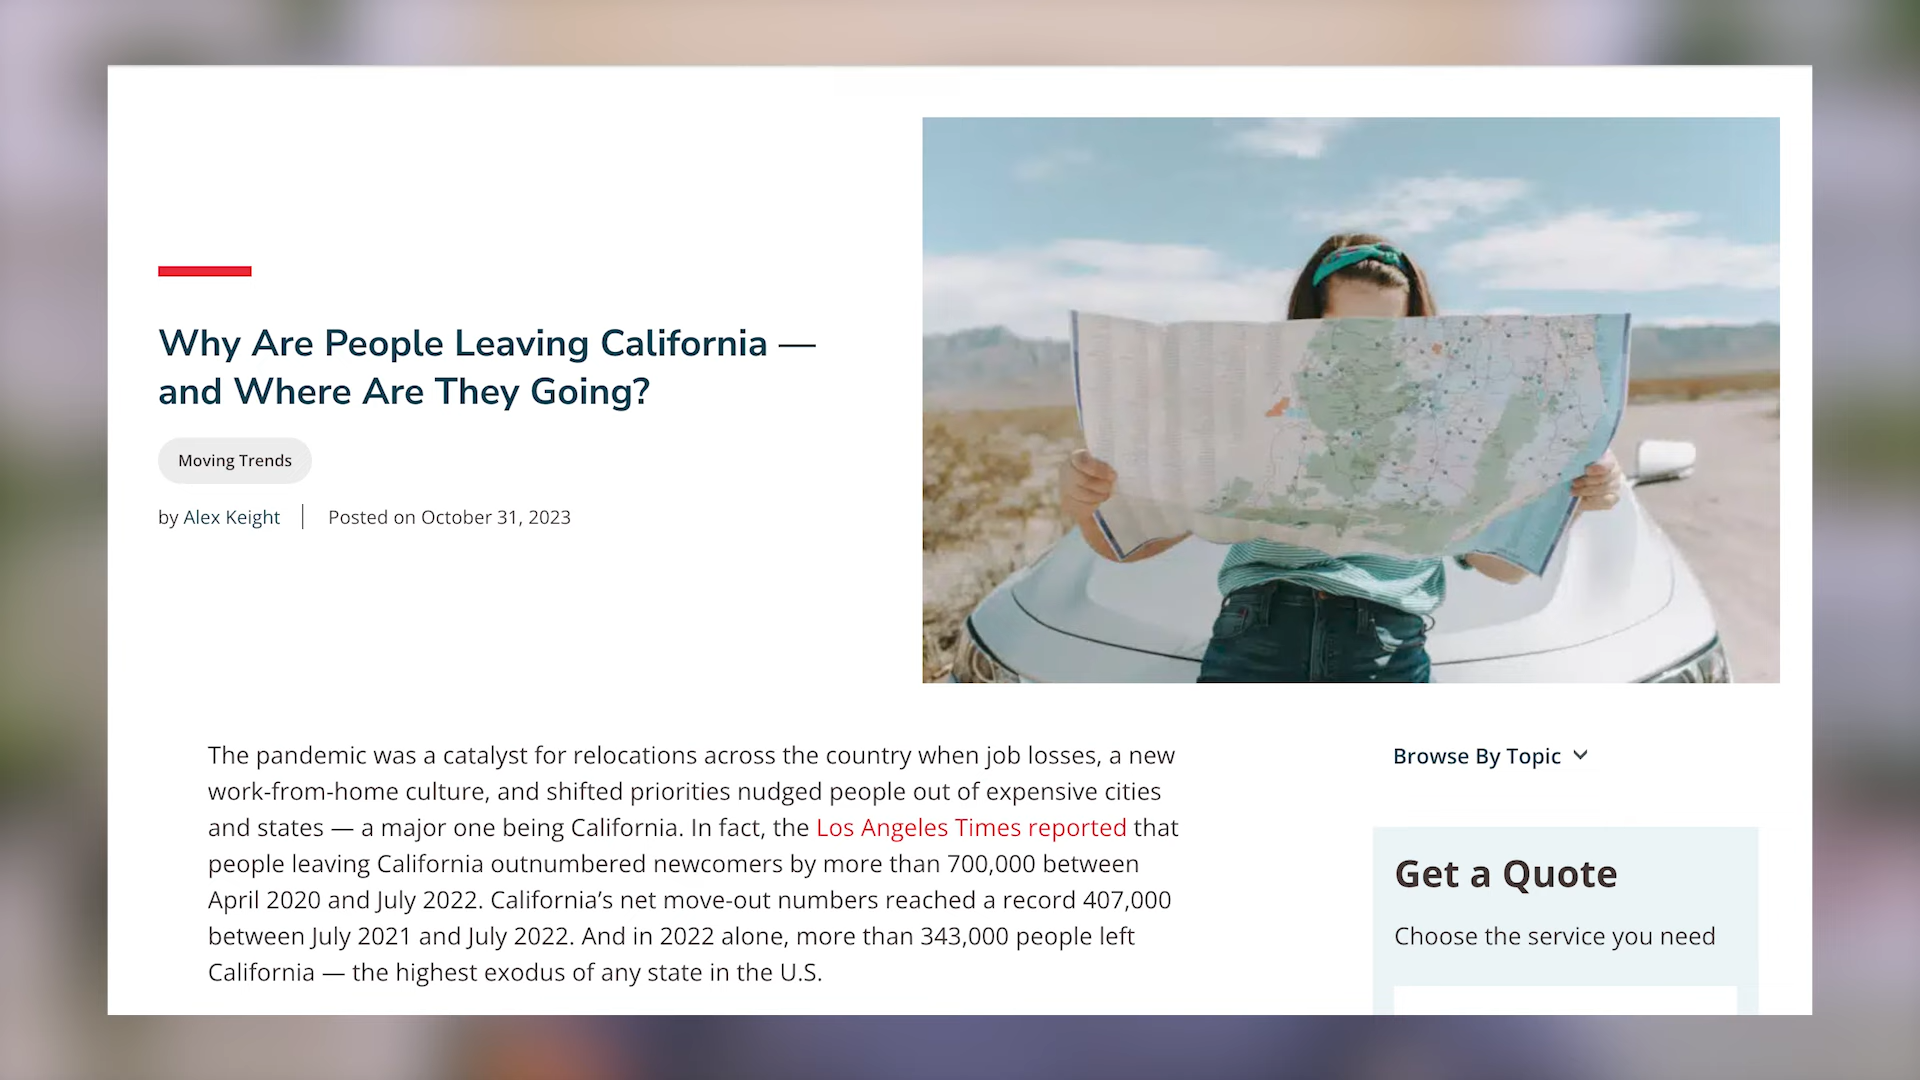 Why Are People Leaving California —
and Where Are They Going?
Moving Trends
by Alex Keight | Posted on October 31, 2023
The pandemic was a catalyst for relocations across the country when job losses, a new
work-from-home culture, and shifted priorities nudged people out of expensive cities
and states — a major one being California. In fact, the Los Angeles Times reported that
people leaving California outnumbered newcomers by more than 700,000 between
April 2020 and July 2022. California’s net move-out numbers reached a record 407,000
between July 2021 and July 2022. And in 2022 alone, more than 343,000 people left
California — the highest exodus of any state in the U.S.
Browse By Topic
Get a Quote
Choose the service you need